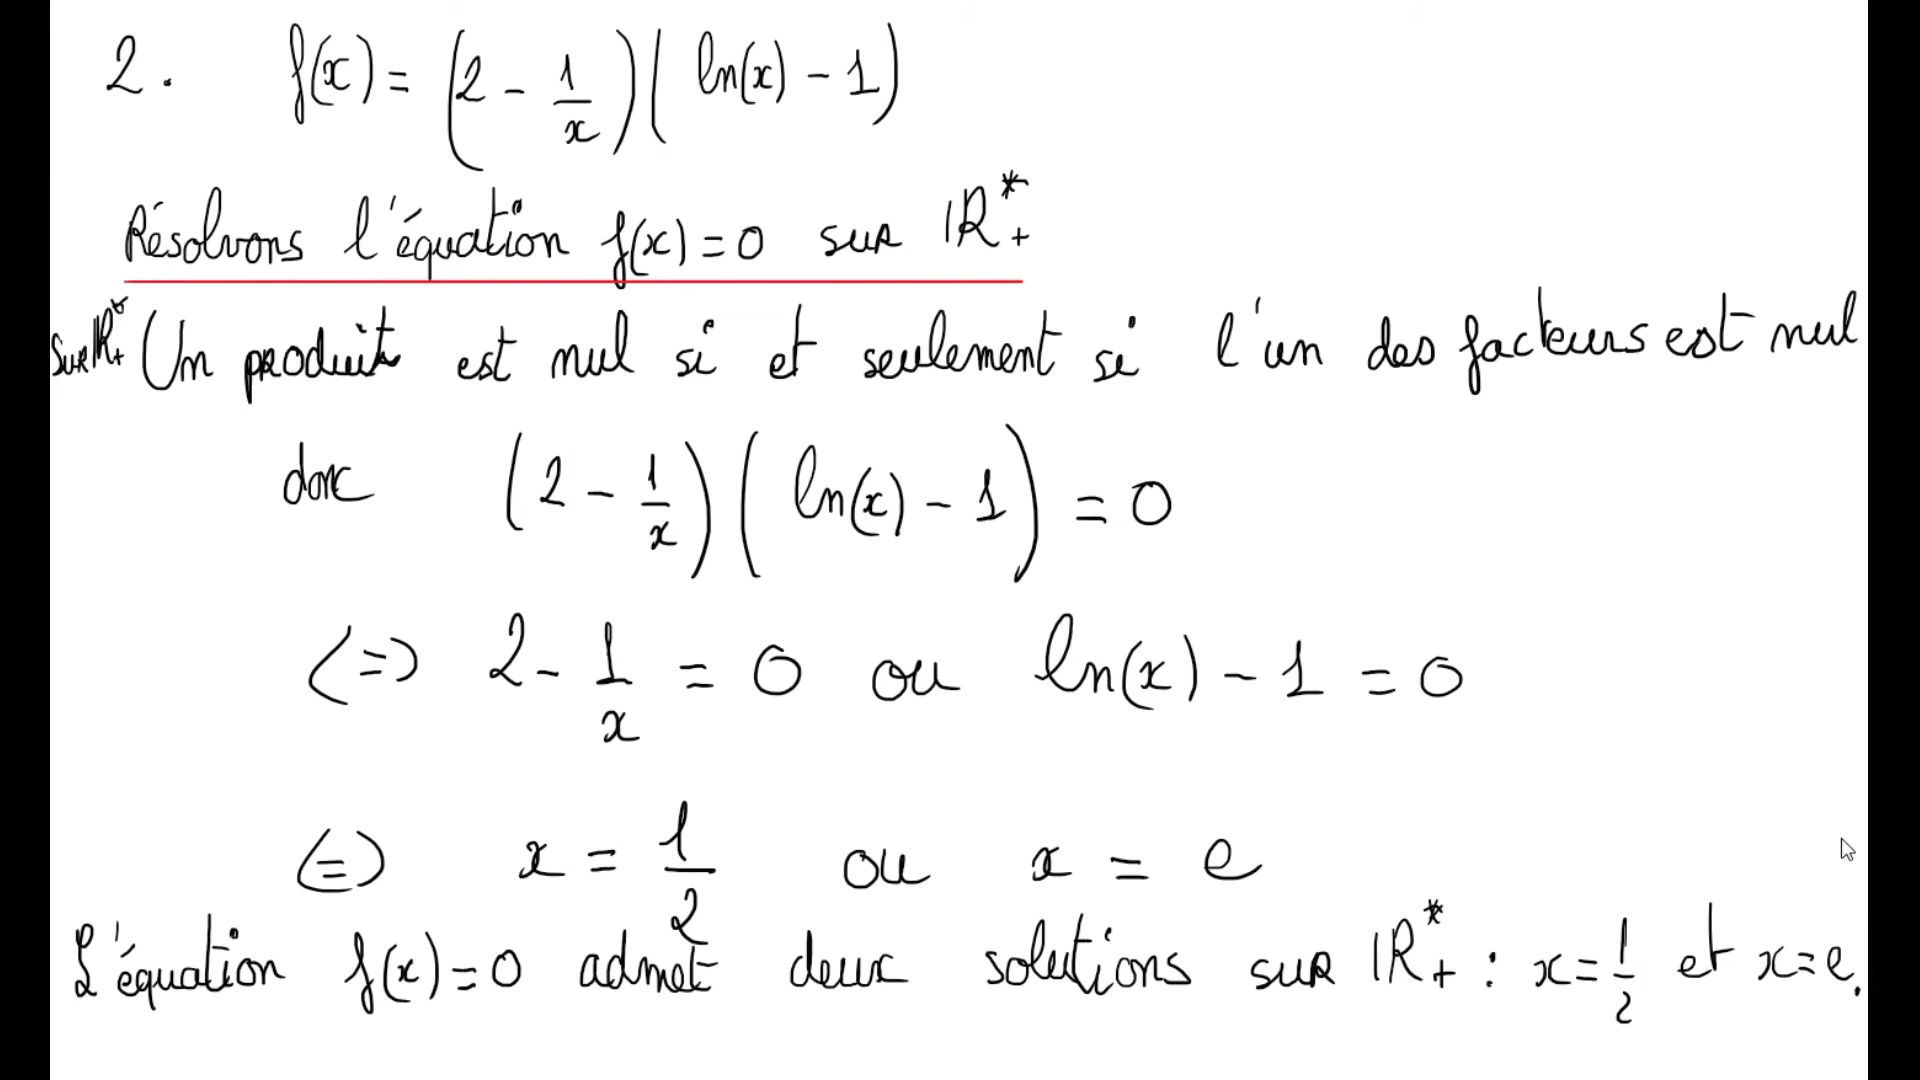 2. f(x) = (2 - 1/x)(ln(x) - 1)
Résolvons l'équation f(x) = 0 sur ℝ₊*
sur ℝ₊* Un produit est nul si et seulement si l'un des facteurs est nul
donc (2 - 1/x)(ln(x) - 1) = 0
<=> 2 - 1/x = 0 ou ln(x) - 1 = 0
<=> x = 1/2 ou x = e
L'équation f(x) = 0 admet deux solutions sur ℝ₊* : x = 1/2 et x = e.